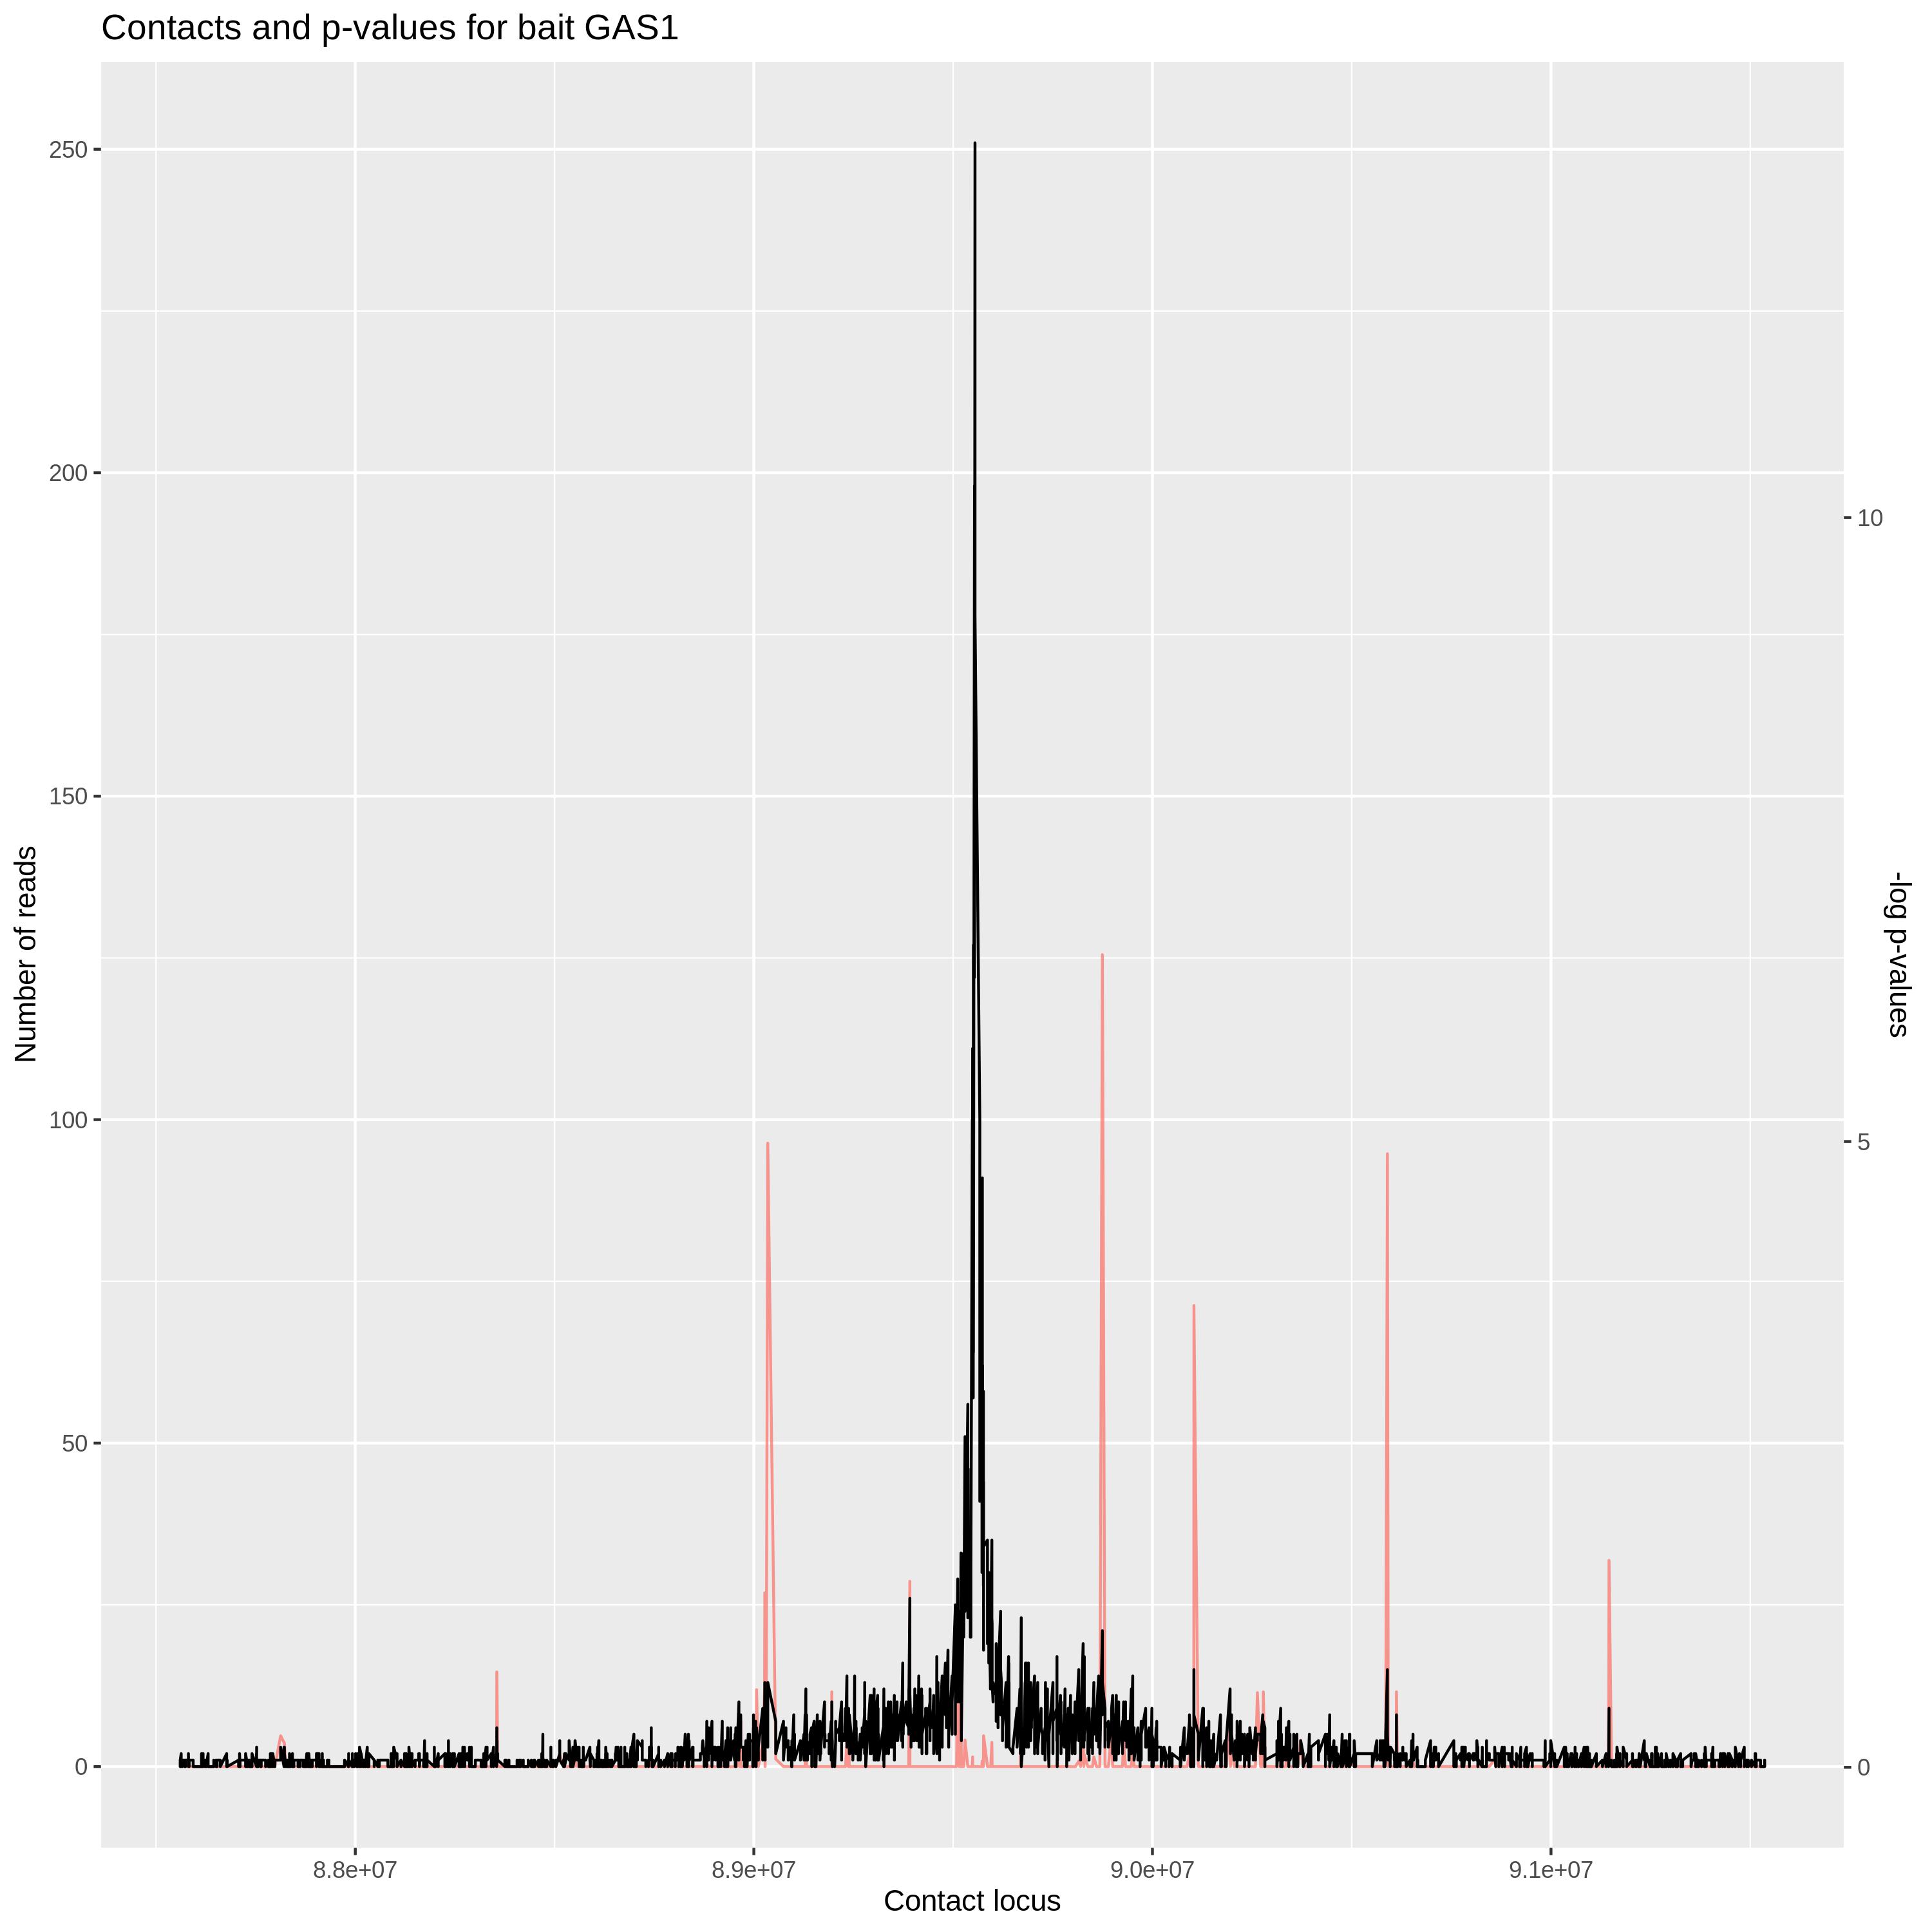 Contacts and p-values for bait GAS1
Number of reads
250
200
150
100
50
0
10
5
0
-log p-values
8.8e+07
8.9e+07
9.0e+07
9.1e+07
Contact locus